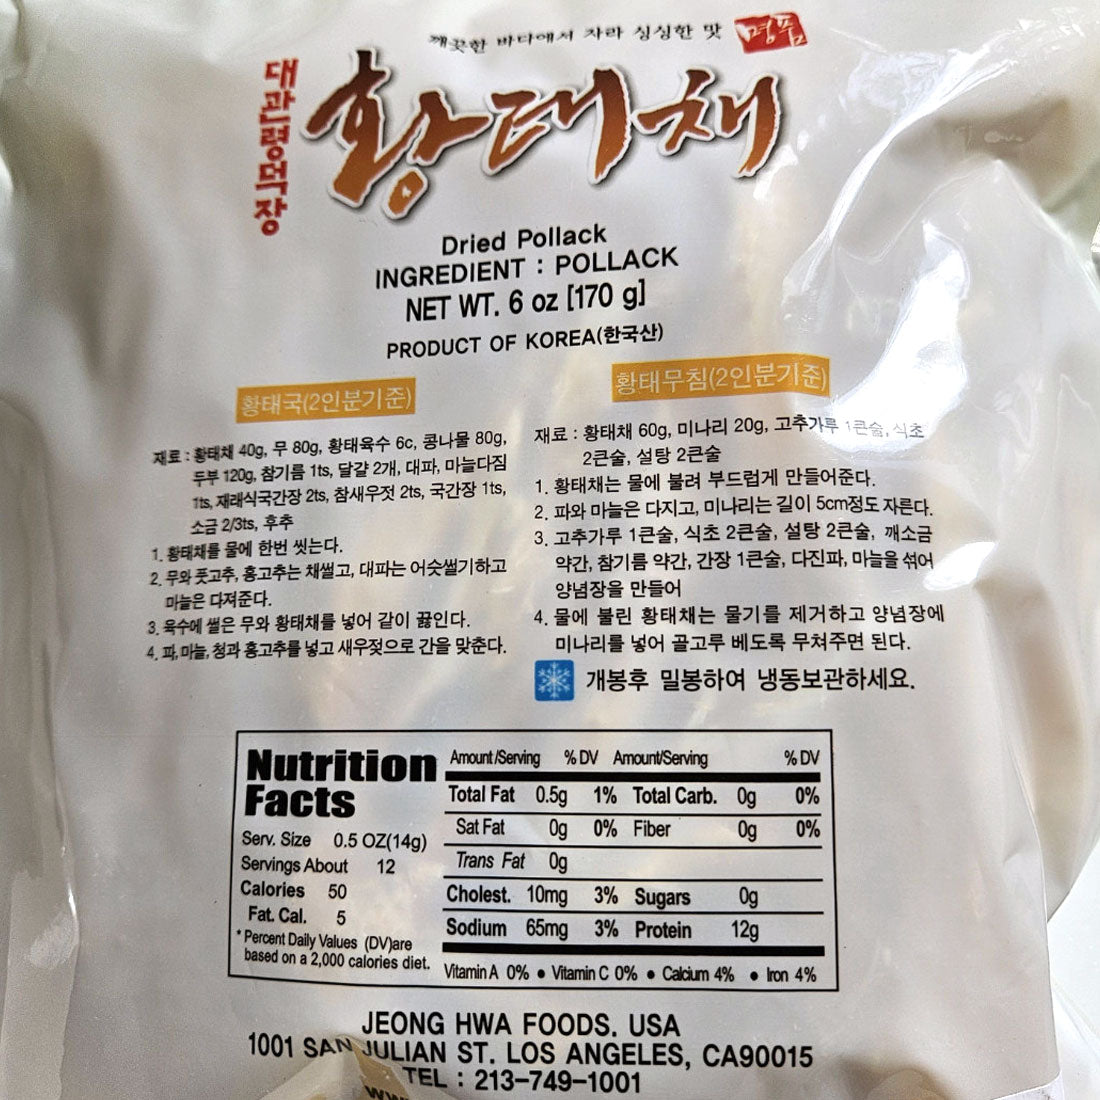 깨끗한 바다에서 자라 싱싱한 맛
명품
대관령덕장
황태채
Dried Pollack
INGREDIENT : POLLACK
NET WT. 6 oz [170 g]
PRODUCT OF KOREA(한국산)
황태국(2인분기준)
재료 : 황태채 40g, 무 80g, 황태육수 6c, 콩나물 80g,
두부 120g, 참기름 1ts, 달걀 2개, 대파, 마늘다짐
1ts, 재래식국간장 2ts, 참새우젓 2ts, 국간장 1ts,
소금 2/3ts, 후추
1. 황태채를 물에 한번 씻는다.
2. 무와 풋고추, 홍고추는 채썰고, 대파는 어슷썰기하고
마늘은 다져준다.
3. 육수에 썰은 무와 황태채를 넣어 같이 끓인다.
4. 파, 마늘, 청과 홍고추를 넣고 새우젓으로 간을 맞춘다.
황태무침(2인분기준)
재료 : 황태채 60g, 미나리 20g, 고추가루 1큰술, 식초
2큰술, 설탕 2큰술
1. 황태채는 물에 불려 부드럽게 만들어준다.
2. 파와 마늘은 다지고, 미나리는 길이 5cm정도 자른다.
3. 고추가루 1큰술, 식초 2큰술, 설탕 2큰술, 깨소금
약간, 참기름 약간, 간장 1큰술, 다진파, 마늘을 섞어
양념장을 만들어
4. 물에 불린 황태채는 물기를 제거하고 양념장에
미나리를 넣어 골고루 베도록 무쳐주면 된다.
개봉후 밀봉하여 냉동보관하세요.
Nutrition
Facts
Serv. Size 0.5 OZ(14g)
Servings About 12
Calories 50
Fat. Cal. 5
* Percent Daily Values (DV)are
based on a 2,000 calories diet.
Amount/Serving % DV Amount/Serving % DV
Total Fat 0.5g 1% Total Carb. 0g 0%
Sat Fat 0g 0% Fiber 0g 0%
Trans Fat 0g
Cholest. 10mg 3% Sugars 0g
Sodium 65mg 3% Protein 12g
Vitamin A 0% ● Vitamin C 0% ● Calcium 4% ● Iron 4%
JEONG HWA FOODS. USA
1001 SAN JULIAN ST. LOS ANGELES, CA90015
TEL : 213-749-1001